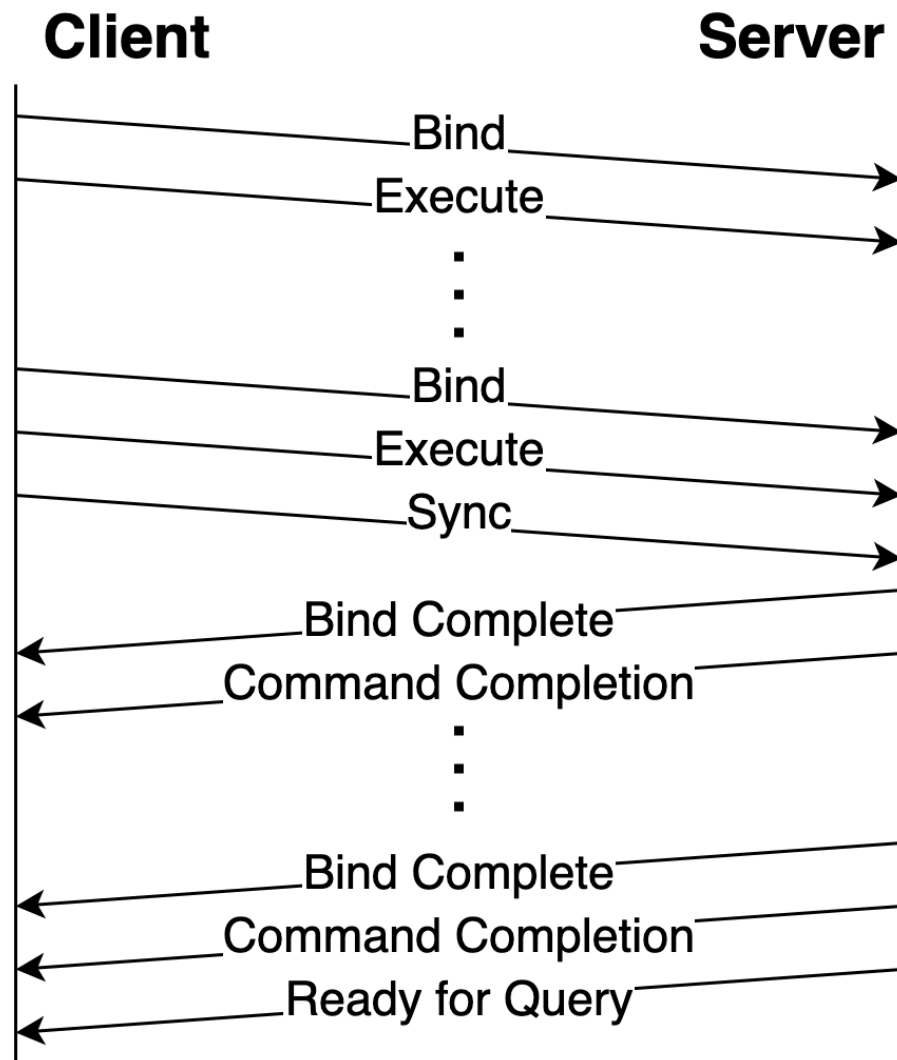 Client Server
Bind
Execute
Bind
Execute
Sync
Bind Complete
Command Completion
Bind Complete
Command Completion
Ready for Query